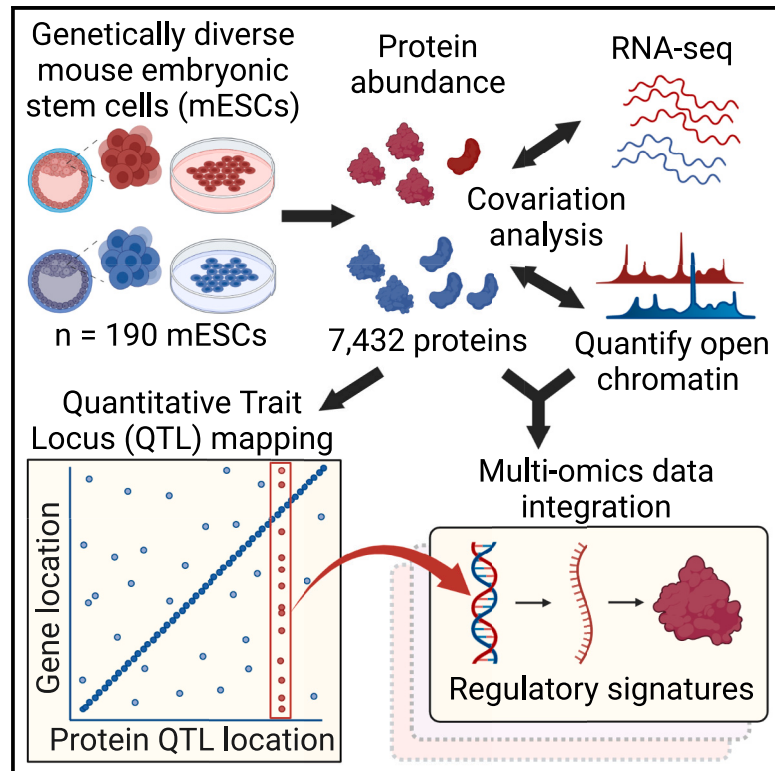 Genetically diverse
mouse embryonic
stem cells (mESCs)
n = 190 mESCs
Protein
abundance
7,432 proteins
RNA-seq
Covariation
analysis
Quantify open
chromatin
Quantitative Trait
Locus (QTL) mapping
Gene location
Protein QTL location
Multi-omics data
integration
Regulatory signatures